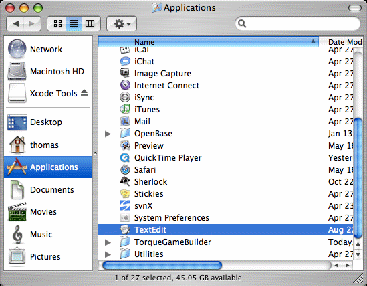 Applications
Name
Date Mod
Network
Macintosh HD
Xcode Tools
Desktop
thomas
Applications
Documents
Movies
Music
Pictures
iCal
Apr 27
iChat
Apr 27
Image Capture
Apr 27
Internet Connect
Apr 27
iSync
Apr 27
iTunes
Apr 27
Mail
Apr 27
OpenBase
Jan 13
Preview
May 18
QuickTime Player
Yester
Safari
May 18
Sherlock
Oct 22
Stickies
Apr 27
svnX
Apr 27
System Preferences
Apr 27
TextEdit
Aug 22
TorqueGameBuilder
Today,
Utilities
Apr 27
1 of 27 selected, 45.05 GB available